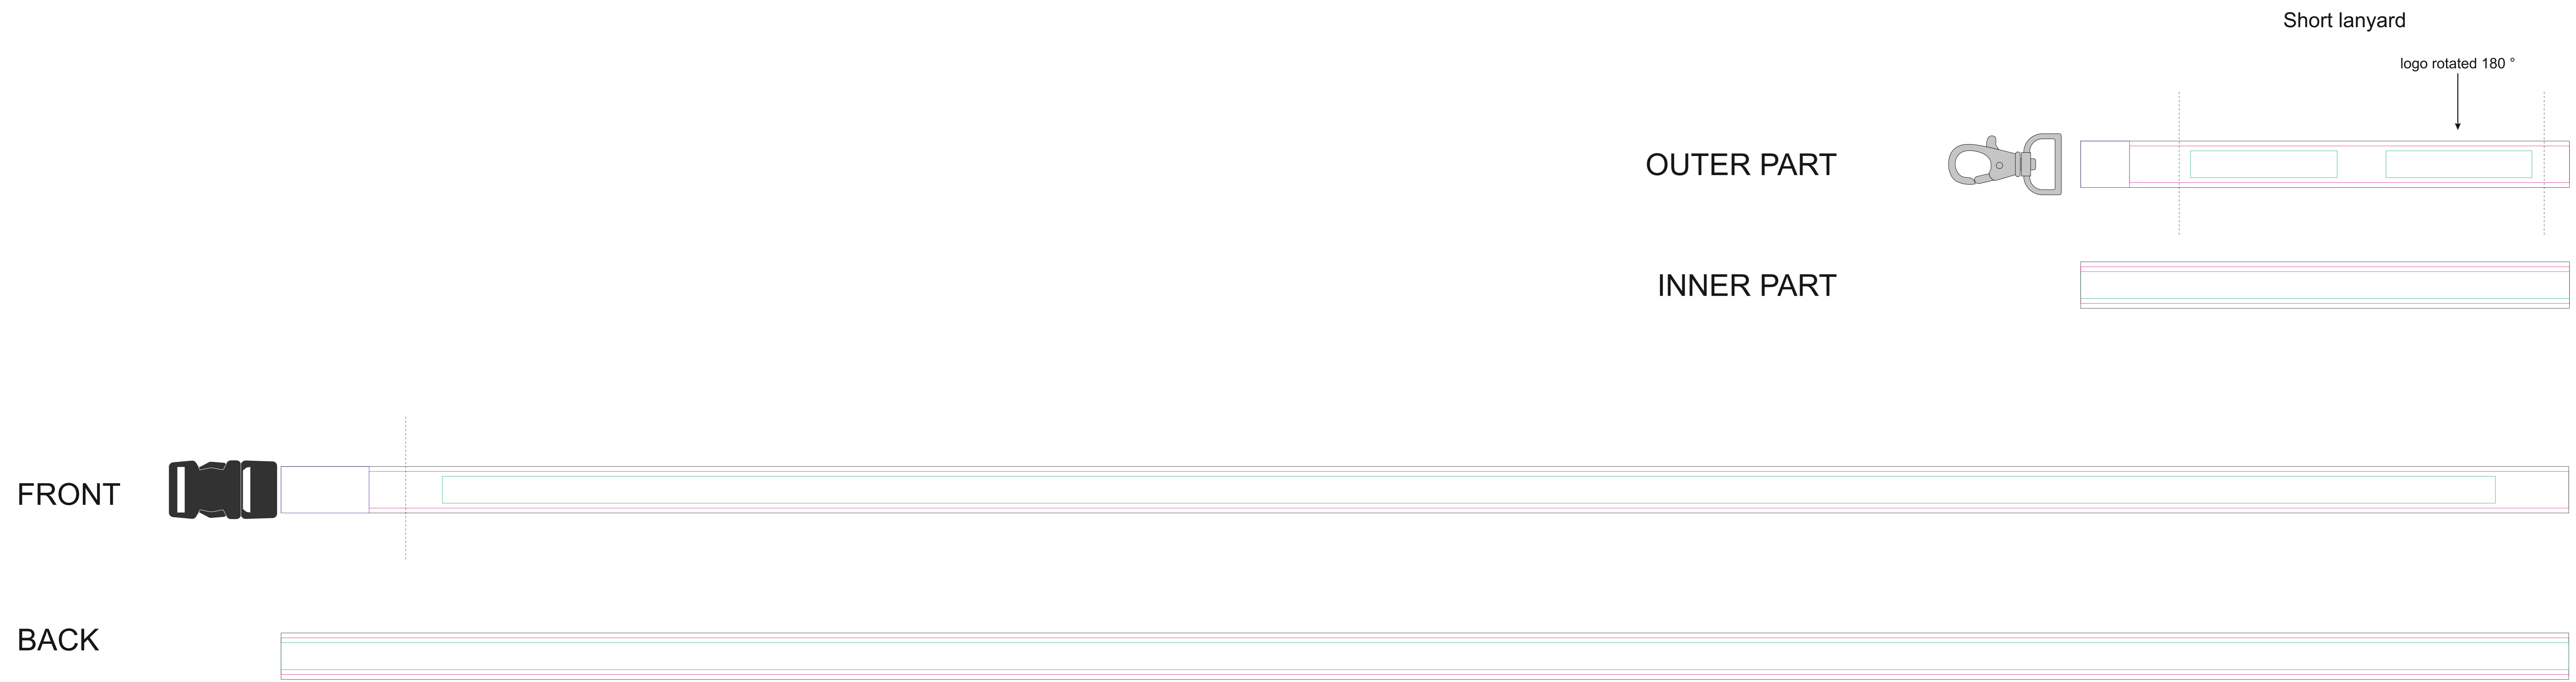 Short lanyard
logo rotated 180 °
OUTER PART
INNER PART
FRONT
BACK